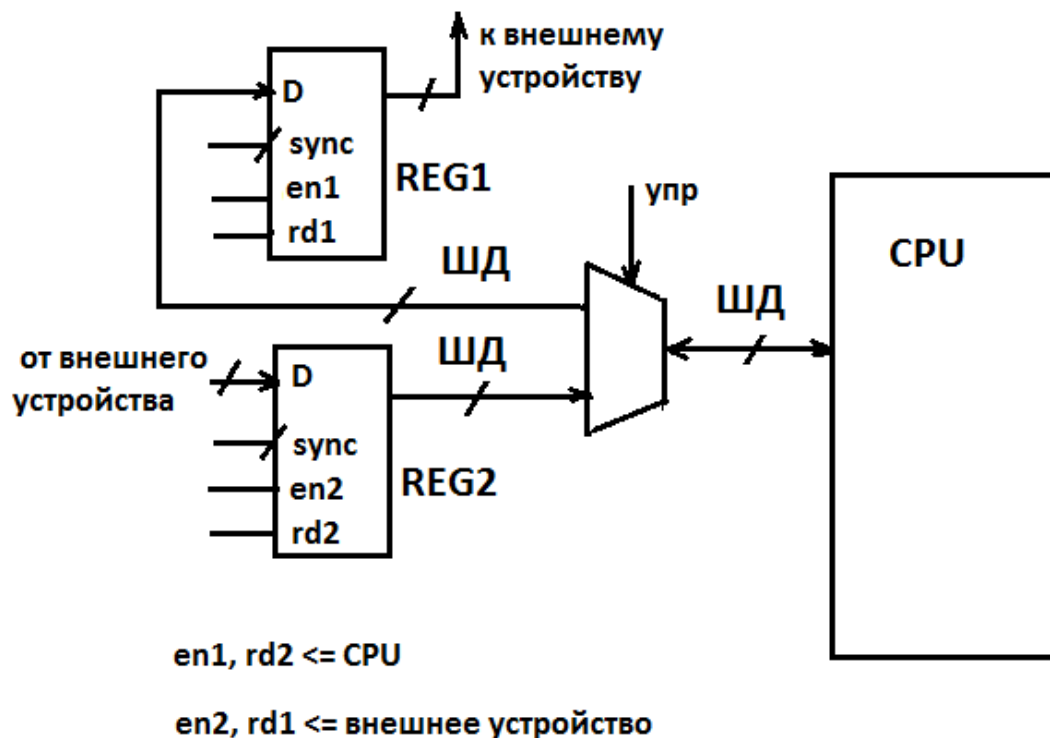 к внешнему
устройству
D
sync
en1
rd1
REG1
упр
CPU
ШД
ШД
ШД
от внешнего
устройства
D
sync
en2
rd2
REG2
en1, rd2 <= CPU
en2, rd1 <= внешнее устройство